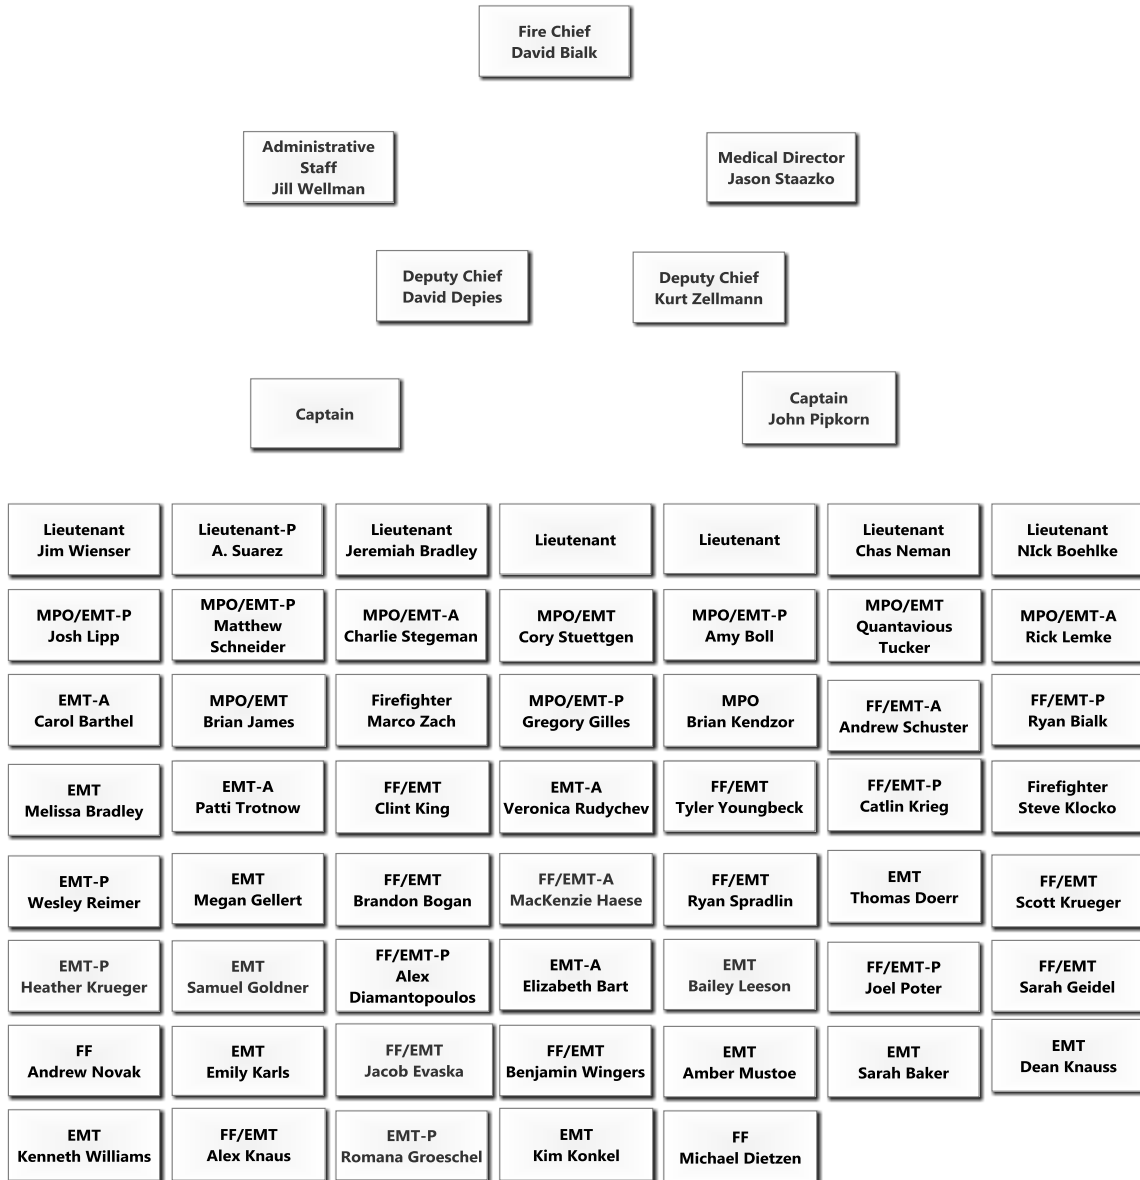 Fire Chief
David Bialk
Administrative
Staff
Jill Wellman
Medical Director
Jason Staazko
Deputy Chief
David Depies
Deputy Chief
Kurt Zellmann
Captain
Captain
John Pipkorn
Lieutenant
Jim Wienser
Lieutenant-P
A. Suarez
Lieutenant
Jeremiah Bradley
Lieutenant
Lieutenant
Lieutenant
Chas Neman
Lieutenant
NIck Boehlke
MPO/EMT-P
Josh Lipp
MPO/EMT-P
Matthew
Schneider
MPO/EMT-A
Charlie Stegeman
MPO/EMT
Cory Stuettgen
MPO/EMT-P
Amy Boll
MPO/EMT
Quantavious
Tucker
MPO/EMT-A
Rick Lemke
EMT-A
Carol Barthel
MPO/EMT
Brian James
Firefighter
Marco Zach
MPO/EMT-P
Gregory Gilles
MPO
Brian Kendzor
FF/EMT-A
Andrew Schuster
FF/EMT-P
Ryan Bialk
EMT
Melissa Bradley
EMT-A
Patti Trotnow
FF/EMT
Clint King
EMT-A
Veronica Rudychev
FF/EMT
Tyler Youngbeck
FF/EMT-P
Catlin Krieg
Firefighter
Steve Klocko
EMT-P
Wesley Reimer
EMT
Megan Gellert
FF/EMT
Brandon Bogan
FF/EMT-A
MacKenzie Haese
FF/EMT
Ryan Spradlin
EMT
Thomas Doerr
FF/EMT
Scott Krueger
EMT-P
Heather Krueger
EMT
Samuel Goldner
FF/EMT-P
Alex
Diamantopoulos
EMT-A
Elizabeth Bart
EMT
Bailey Leeson
FF/EMT-P
Joel Poter
FF/EMT
Sarah Geidel
FF
Andrew Novak
EMT
Emily Karls
FF/EMT
Jacob Evaska
FF/EMT
Benjamin Wingers
EMT
Amber Mustoe
EMT
Sarah Baker
EMT
Dean Knauss
EMT
Kenneth Williams
FF/EMT
Alex Knaus
EMT-P
Romana Groeschel
EMT
Kim Konkel
FF
Michael Dietzen